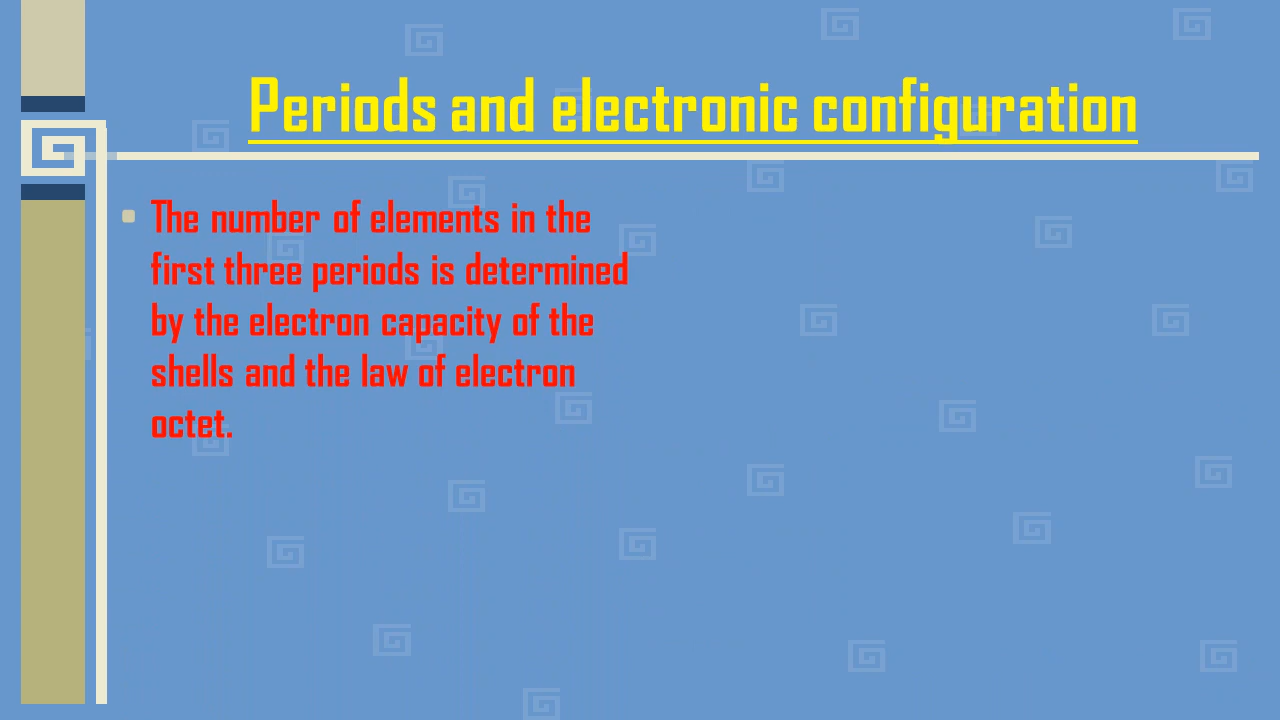 Periods and electronic configuration
The number of elements in the
first three periods is determined
by the electron capacity of the
shells and the law of electron
octet.